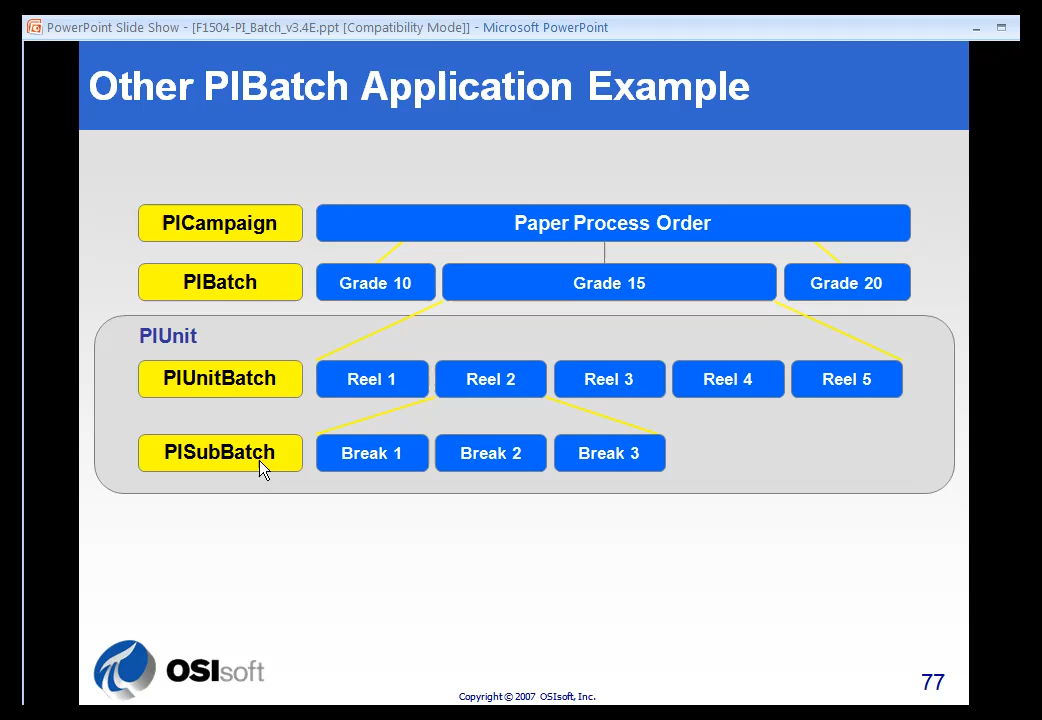 PowerPoint Slide Show - [F1504-PI_Batch_v3.4E.ppt [Compatibility Mode]] - Microsoft PowerPoint
Other PIBatch Application Example
PICampaign
Paper Process Order
PIBatch
Grade 10
Grade 15
Grade 20
PIUnit
PIUnitBatch
Reel 1
Reel 2
Reel 3
Reel 4
Reel 5
PISubBatch
Break 1
Break 2
Break 3
OSIsoft
Copyright © 2007 OSIsoft, Inc.
77